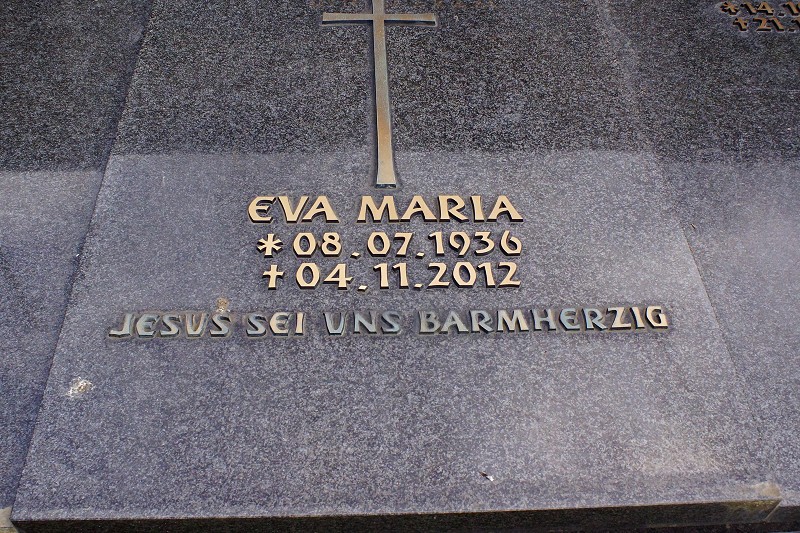 EVA MARIA
* 08.07.1936
† 04.11.2012
JESUS SEI UNS BARMHERZIG